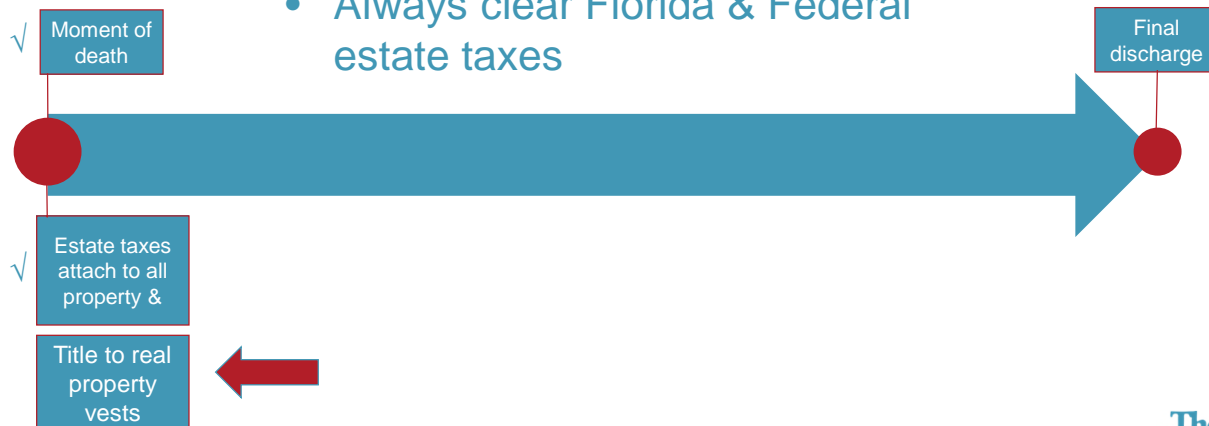 • Always clear Florida & Federal
estate taxes
√ Moment of
death
Final
discharge
√ Estate taxes
attach to all
property &
Title to real
property
vests
The